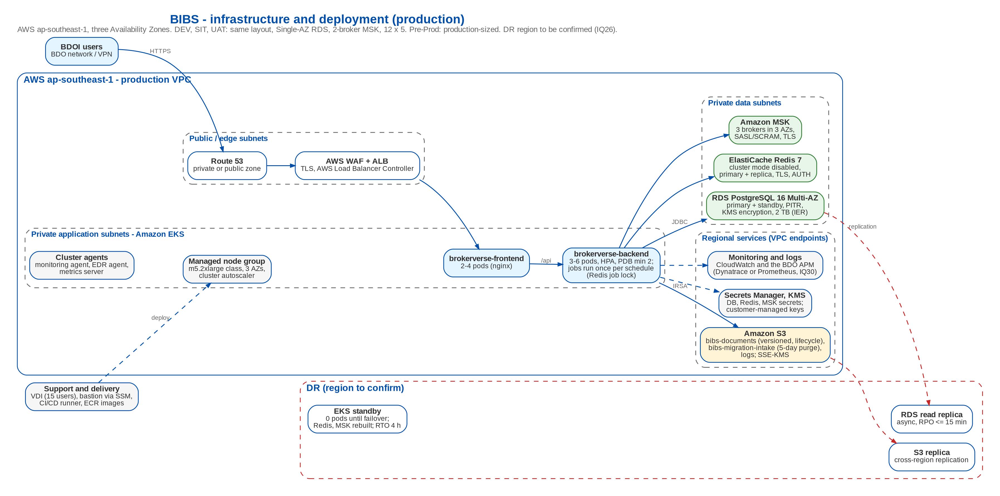 BIBS - infrastructure and deployment (production)
AWS ap-southeast-1, three Availability Zones. DEV, SIT, UAT: same layout, Single-AZ RDS, 2-broker MSK, 12 x 5. Pre-Prod: production-sized. DR region to be confirmed (IQ26).
BDOI users
BDO network / VPN
HTTPS
AWS ap-southeast-1 - production VPC
Public / edge subnets
Route 53
private or public zone
AWS WAF + ALB
TLS, AWS Load Balancer Controller
Private data subnets
Amazon MSK
3 brokers in 3 AZs,
SASL/SCRAM, TLS
ElastiCache Redis 7
cluster mode disabled,
primary + replica, TLS, AUTH
RDS PostgreSQL 16 Multi-AZ
primary + standby, PITR,
KMS encryption, 2 TB (IER)
JDBC
replication
Private application subnets - Amazon EKS
Cluster agents
monitoring agent, EDR agent,
metrics server
Managed node group
m5.2xlarge class, 3 AZs,
cluster autoscaler
brokerverse-frontend
2-4 pods (nginx)
/api
brokerverse-backend
3-6 pods, HPA, PDB min 2;
jobs run once per schedule
(Redis job lock)
IRSA
Regional services (VPC endpoints)
Monitoring and logs
CloudWatch and the BDO APM
(Dynatrace or Prometheus, IQ30)
Secrets Manager, KMS
DB, Redis, MSK secrets;
customer-managed keys
Amazon S3
bibs-documents (versioned, lifecycle),
bibs-migration-intake (5-day purge),
logs; SSE-KMS
deploy
Support and delivery
VDI (15 users), bastion via SSM,
CI/CD runner, ECR images
DR (region to confirm)
EKS standby
0 pods until failover;
Redis, MSK rebuilt; RTO 4 h
RDS read replica
async, RPO <= 15 min
S3 replica
cross-region replication